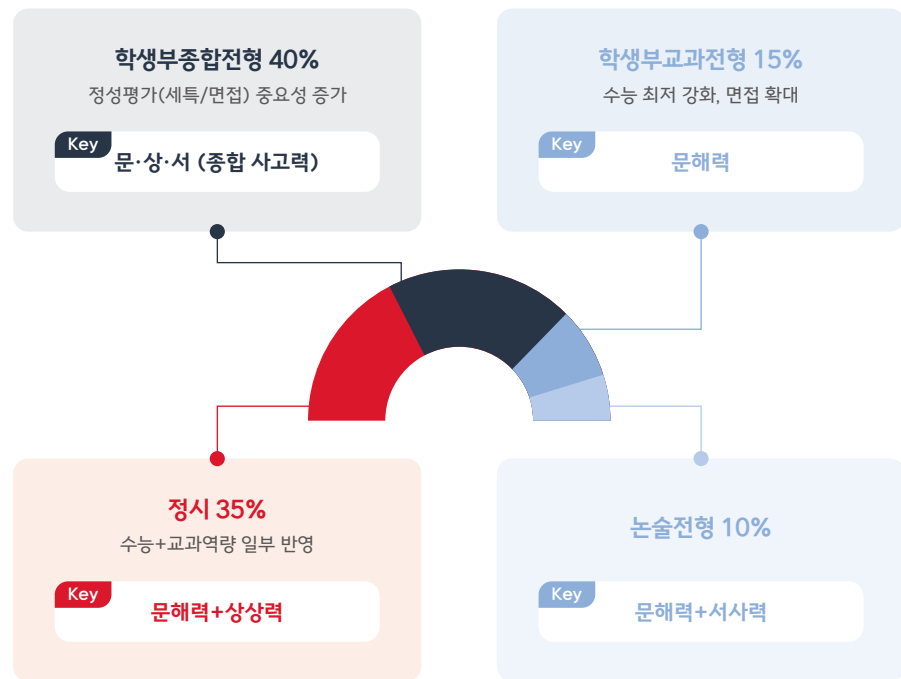 학생부종합전형 40%
정성평가(세특/면접) 중요성 증가
Key
문·상·서 (종합 사고력)
학생부교과전형 15%
수능 최저 강화, 면접 확대
Key
문해력
정시 35%
수능+교과역량 일부 반영
Key
문해력+상상력
논술전형 10%
Key
문해력+서사력